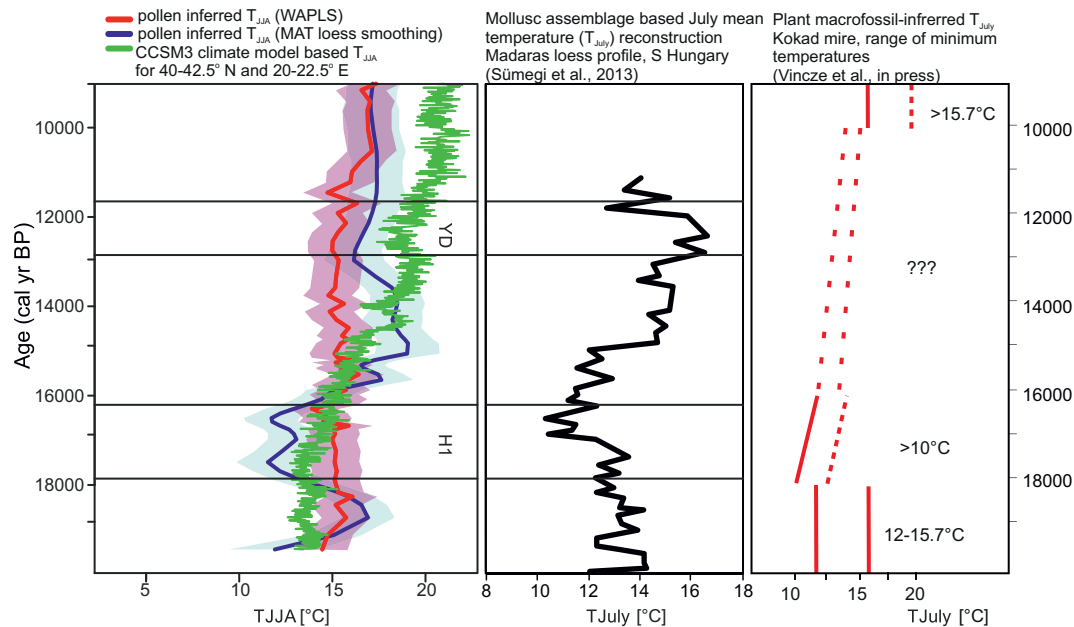 pollen inferred TJJA (WAPLS)
pollen inferred TJJA (MAT loess smoothing)
CCSM3 climate model based TJJA
for 40-42.5° N and 20-22.5° E
Mollusc assemblage based July mean
temperature (TJuly) reconstruction
Madaras loess profile, S Hungary
(Sümegi et al., 2013)
Plant macrofossil-infrerred TJuly
Kokad mire, range of minimum
temperatures
(Vincze et al., in press)
Age (cal yr BP)
10000
12000
14000
16000
18000
YD
H1
5
10
15
20
TJJA [°C]
8
10
12
14
16
18
TJuly [°C]
>15.7°C
???
>10°C
12-15.7°C
10000
12000
14000
16000
18000
10
15
20
TJuly [°C]